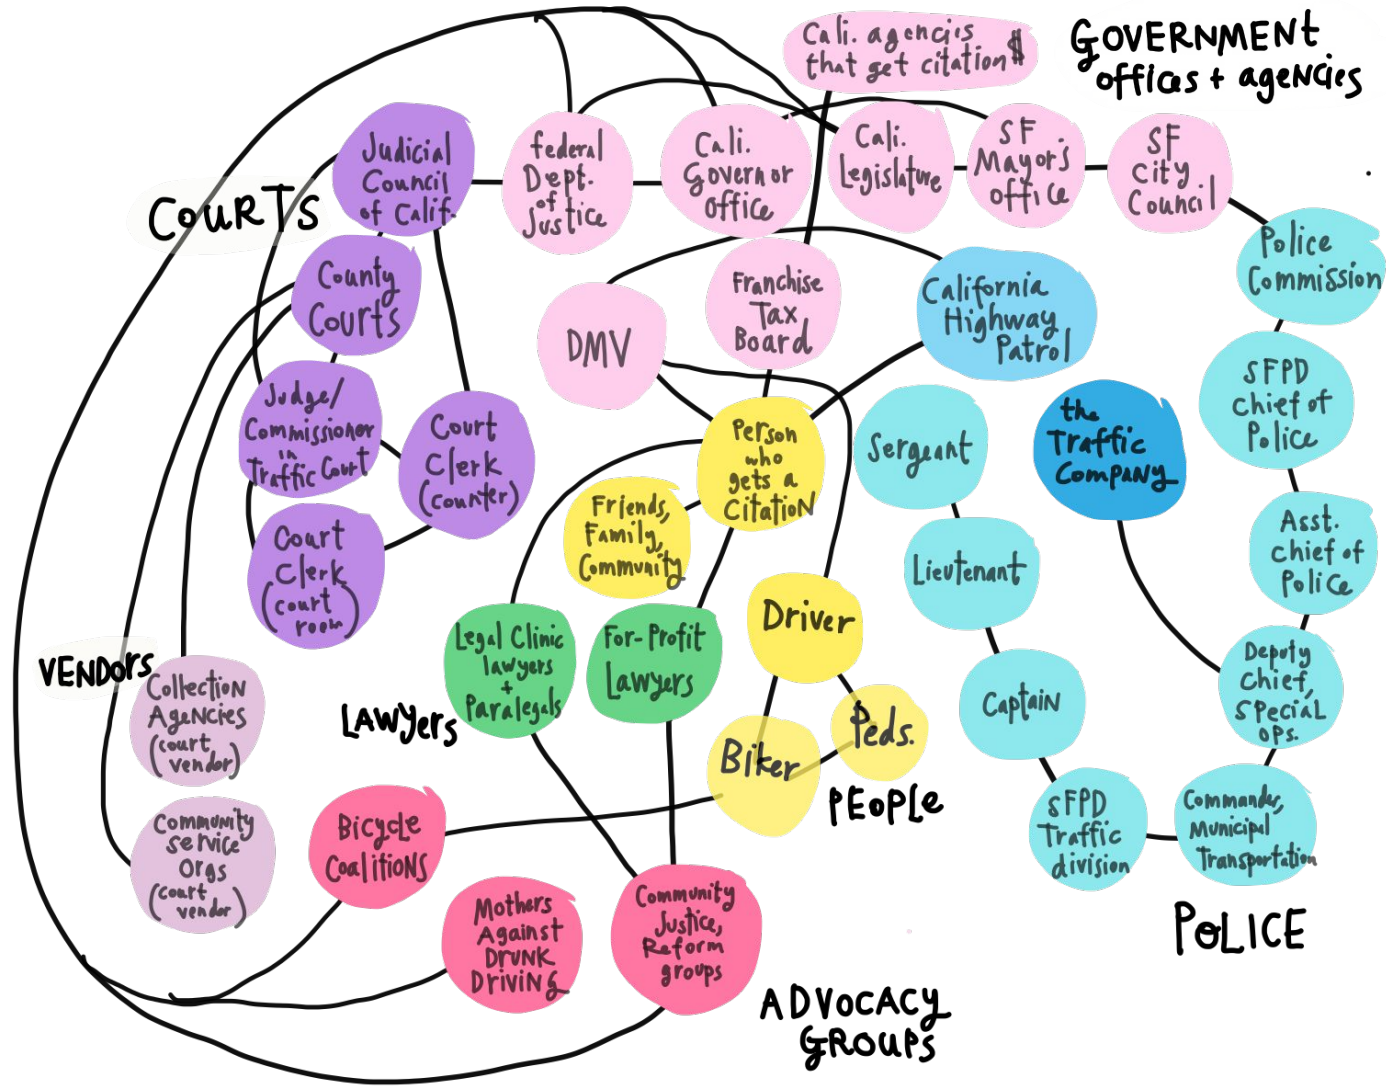 Cali. agencies
that get citation $
GOVERNMENT
offices + agencies
COURTS
Judicial
Council
of Calif.
federal
Dept.
of
Justice
Cali.
Governor
Office
Cali.
Legislature
SF
Mayor's
office
SF
City
Council
Police
Commission
County
Courts
DMV
Franchise
Tax
Board
California
Highway
Patrol
SFPD
chief of
Police
Judge/
Commissioner
in
Traffic Court
Court
Clerk
(counter)
Person
who
gets a
Citation
Sergeant
the
Traffic
Company
Friends,
Family,
Community
Asst.
chief of
Police
Court
Clerk
(court
room)
Lieutenant
Legal Clinic
lawyers
+
Paralegals
For-Profit
Lawyers
Driver
Deputy
Chief,
Special
ops.
VENDORS
Collection
Agencies
(court
vendor)
LAWYERS
Captain
Biker
Peds.
PEOPLE
Community
Service
Orgs
(court
vendor)
Bicycle
Coalitions
SFPD
Traffic
division
Commander,
Municipal
Transportation
Mothers
Against
Drunk
Driving
Community
Justice,
Reform
groups
POLICE
ADVOCACY
GROUPS